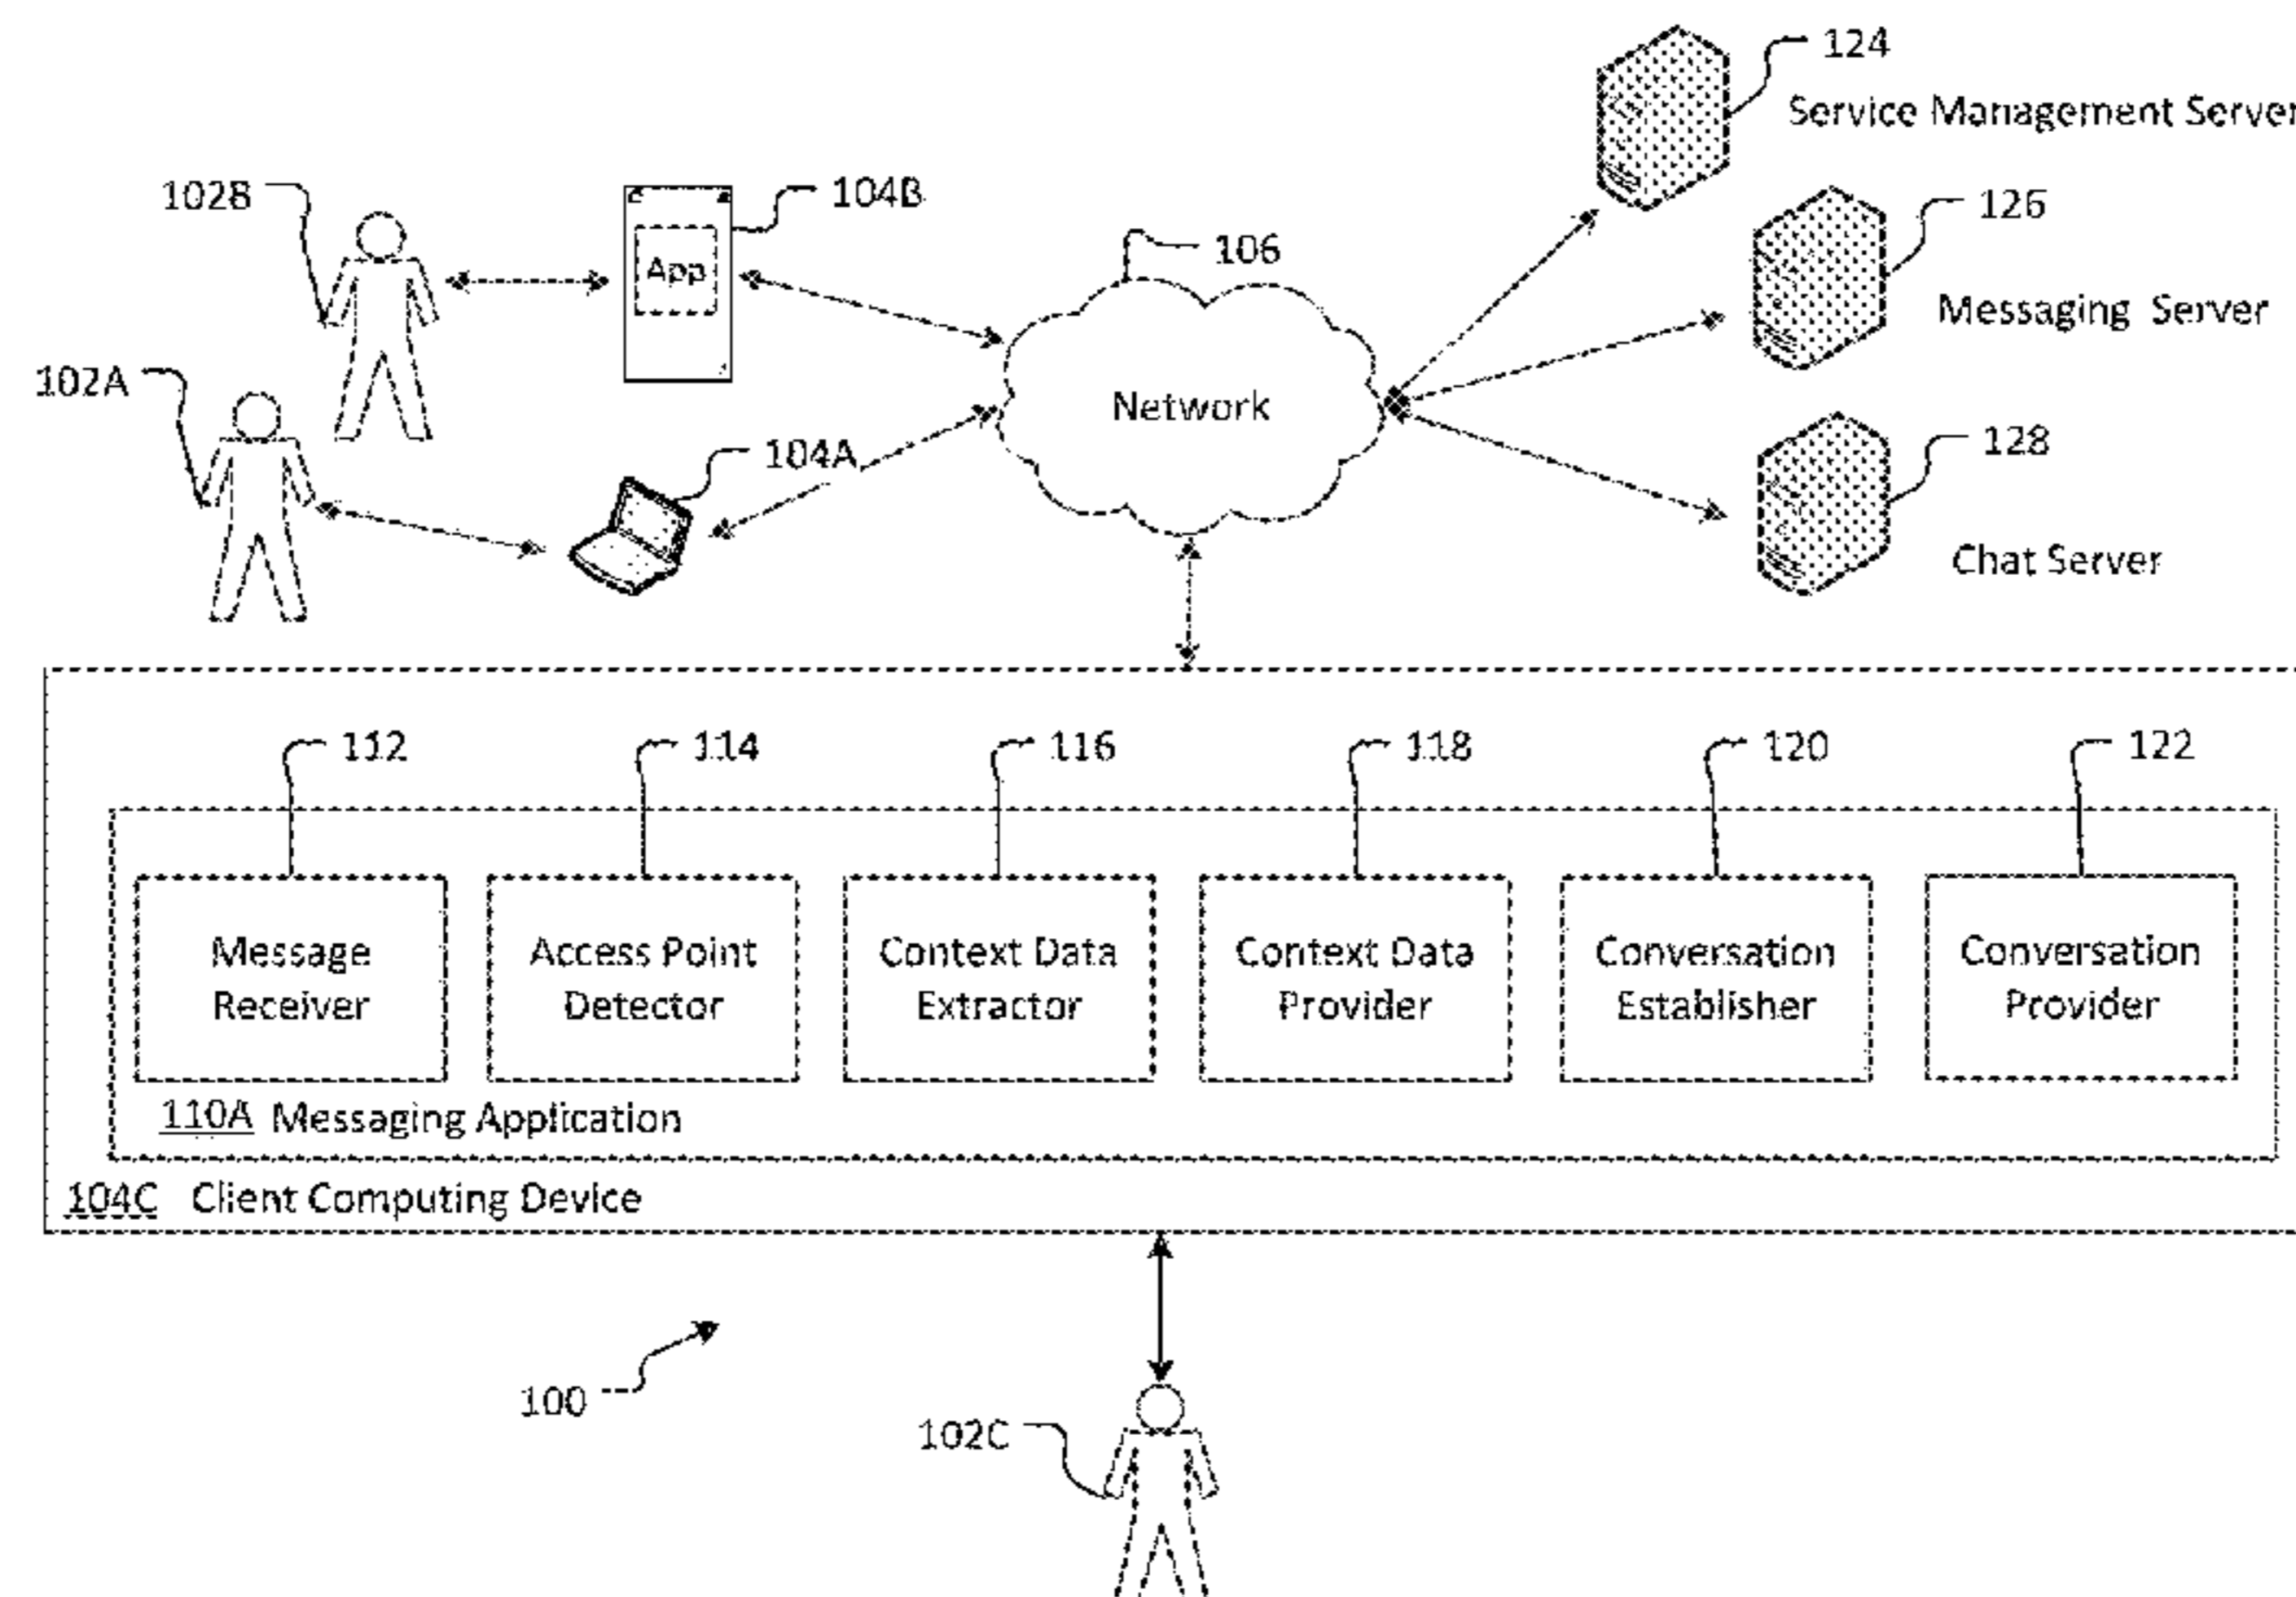 124
Service Management Server
102B
104B
App
106
126
Messaging Server
102A
Network
104A
128
Chat Server
112
114
116
118
120
122
Message
Receiver
Access Point
Detector
Context Data
Extractor
Context Data
Provider
Conversation
Establisher
Conversation
Provider
110A Messaging Application
104C Client Computing Device
100
102C